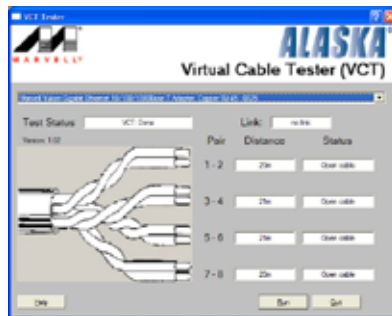 VCT Tester
MARVELL
ALASKA
Virtual Cable Tester (VCT)
Test Status VCT: Done Link: no link
Version: 1.02
Pair Distance Status
1 - 2 Open cable
3 - 4 Open cable
5 - 6 Open cable
7 - 8 Open cable
Help Run Quit